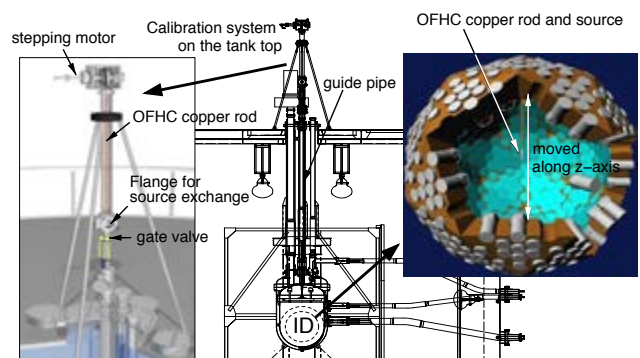 Calibration system
on the tank top
OFHC copper rod and source
stepping motor
guide pipe
OFHC copper rod
moved
along z-axis
Flange for
source exchange
gate valve
ID